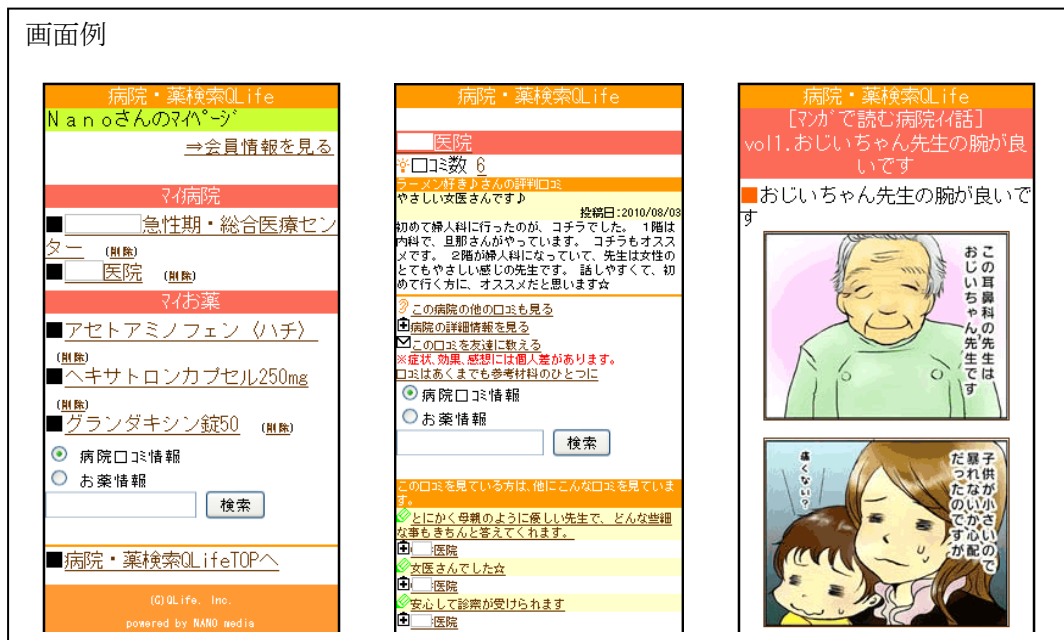 画面例
病院・薬検索QLife
Nanoさんのマイページ
⇒会員情報を見る
マイ病院
■急性期・総合医療セン
ター (削除)
■医院 (削除)
マイお薬
■アセトアミノフェン〈ハチ〉
(削除)
■ヘキサトロンカプセル250mg
(削除)
■グランダキシン錠50 (削除)
病院口コミ情報
お薬情報
検索
■病院・薬検索QLifeTOPへ
(C)QLife. Inc.
powered by NANO media
病院・薬検索QLife
医院
口コミ数 6
ラーメン好き♪さんの評判口コミ
やさしい女医さんです♪
投稿日:2010/08/03
初めて婦人科に行ったのが、コチラでした。 1階は
内科で、旦那さんがやっています。 コチラもオススス
メです。 2階が婦人科になっていて、先生は女性の
とてもやさしい感じの先生です。 話しやすくて、初
めて行く方に、オススメだと思います☆
この病院の他の口コミも見る
病院の詳細情報を見る
この口コミを友達に教える
※症状、効果、感想には個人差があります。
口コミはあくまでも参考材料のひとつに
病院口コミ情報
お薬情報
検索
この口コミを見ている方は、他にこんな口コミを見ていま
す。
とにかく母親のように優しい先生で、どんな些細
な事もきちんと答えてくれます。
医院
女医さんでした☆
医院
安心して診察が受けられます
医院
病院・薬検索QLife
[マンガで読む病院イイ話]
vol1.おじいちゃん先生の腕が良
いです
■おじいちゃん先生の腕が良いで
す
この耳鼻科の先生は
おじいちゃん先生です
子供が小さいので
暴れないか心配
だったのですが
痛くない?